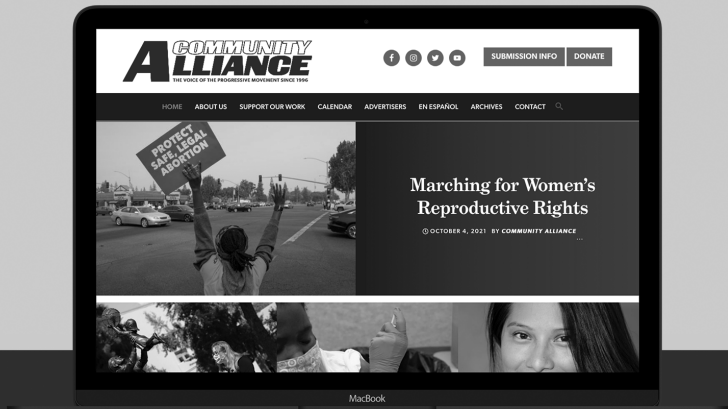 COMMUNITY
ALLIANCE
THE VOICE OF THE PROGRESSIVE MOVEMENT SINCE 1996
SUBMISSION INFO
DONATE
HOME
ABOUT US
SUPPORT OUR WORK
CALENDAR
ADVERTISERS
EN ESPAÑOL
ARCHIVES
CONTACT
PROTECT
SAFE, LEGAL
ABORTION
Marching for Women's
Reproductive Rights
OCTOBER 4, 2021 BY COMMUNITY ALLIANCE
...
MacBook